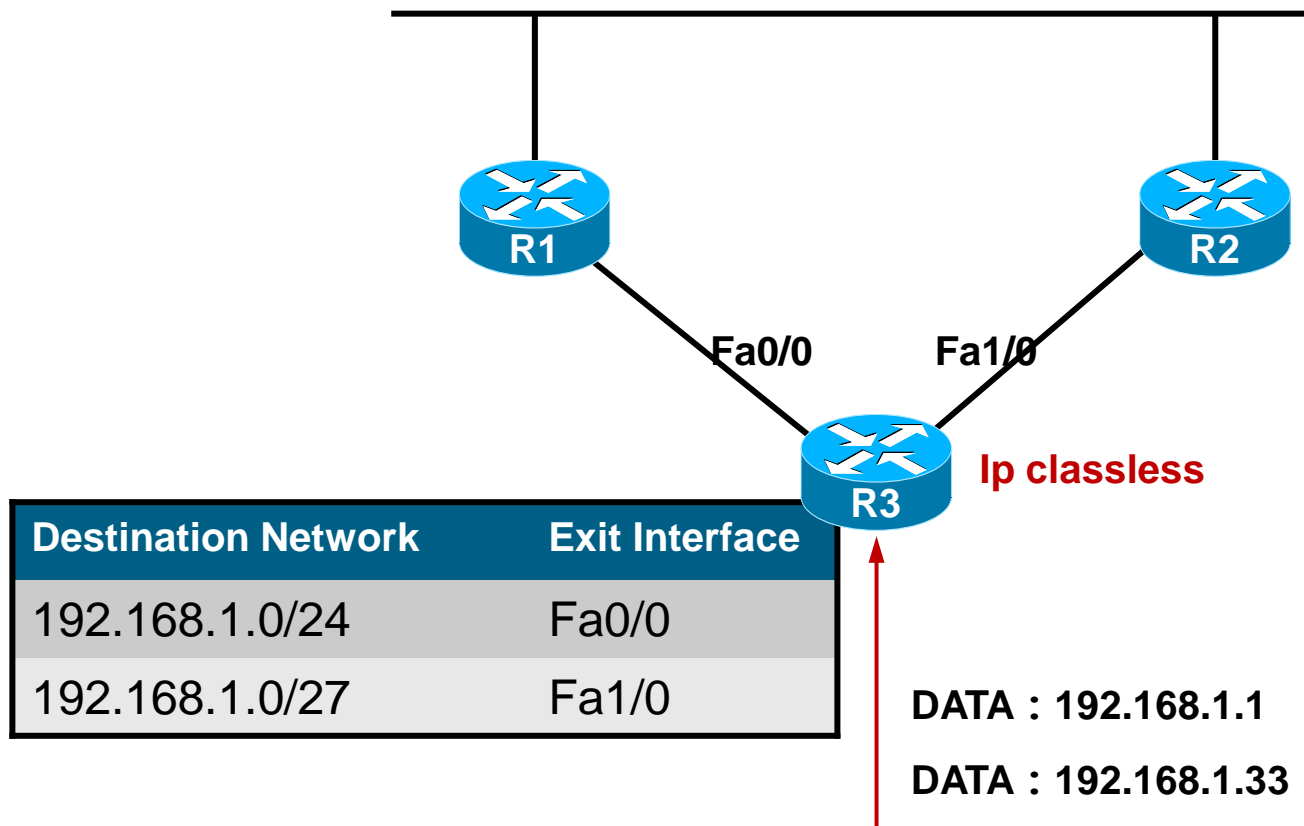 R1
R2
Fa0/0 Fa1/0
Ip classless
R3
Destination Network Exit Interface
192.168.1.0/24 Fa0/0
192.168.1.0/27 Fa1/0
DATA：192.168.1.1
DATA：192.168.1.33